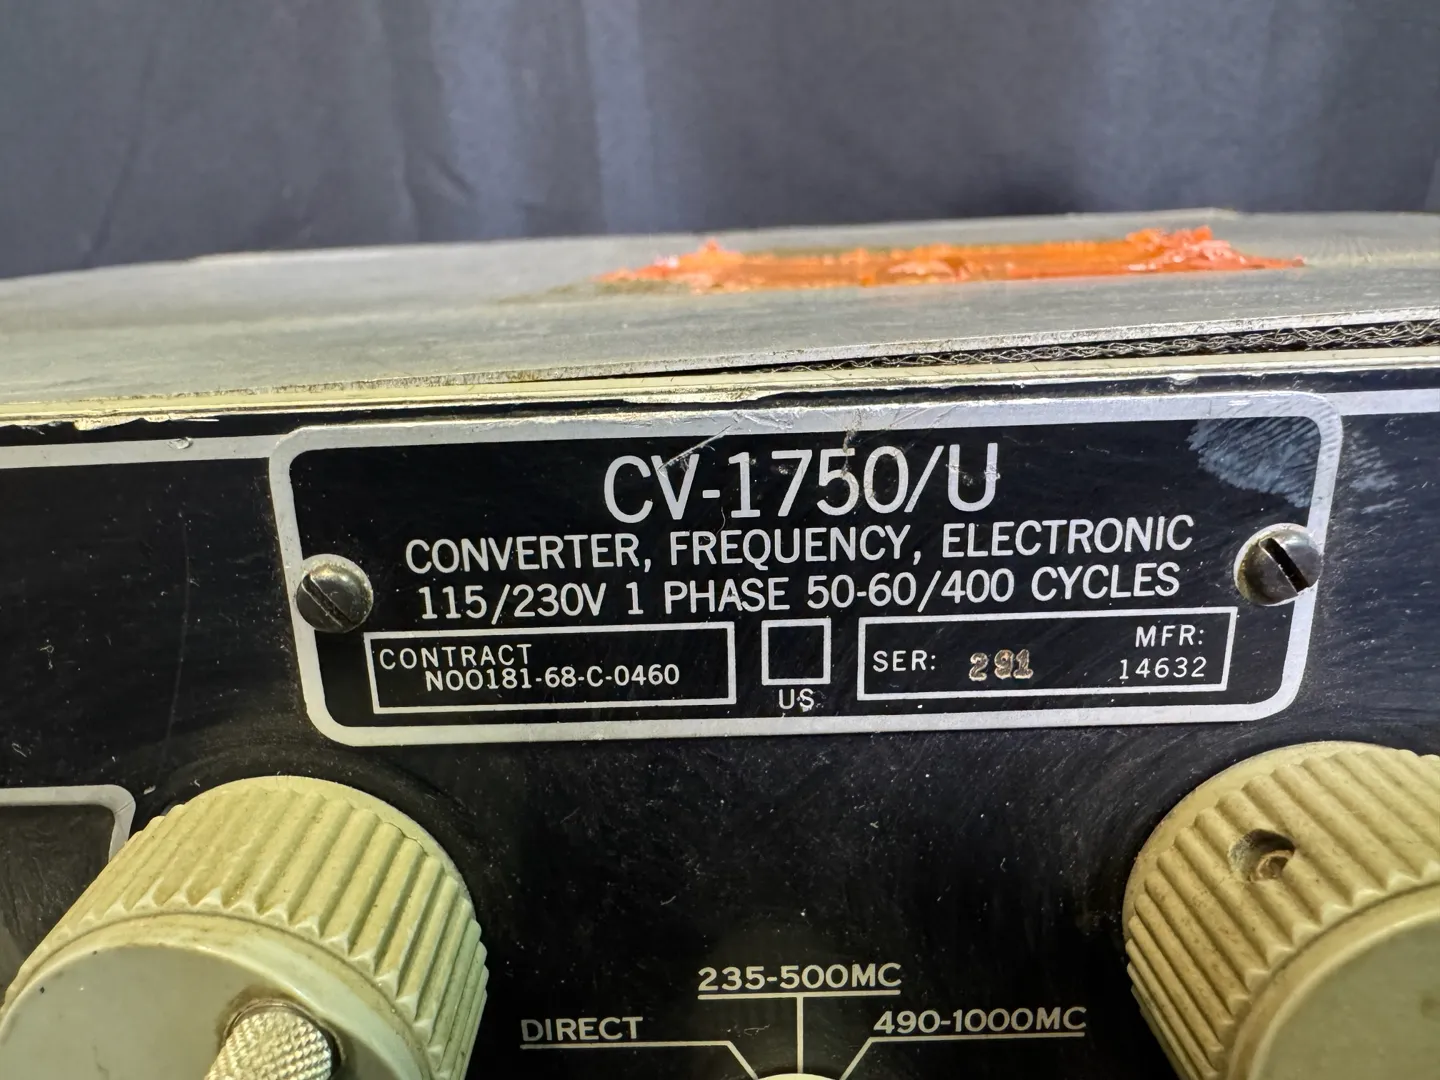 CV-1750/U
CONVERTER, FREQUENCY, ELECTRONIC
115/230V 1 PHASE 50-60/400 CYCLES
CONTRACT
N00181-68-C-0460
US
SER: 291
MFR:
14632
235-500MC
DIRECT
490-1000MC